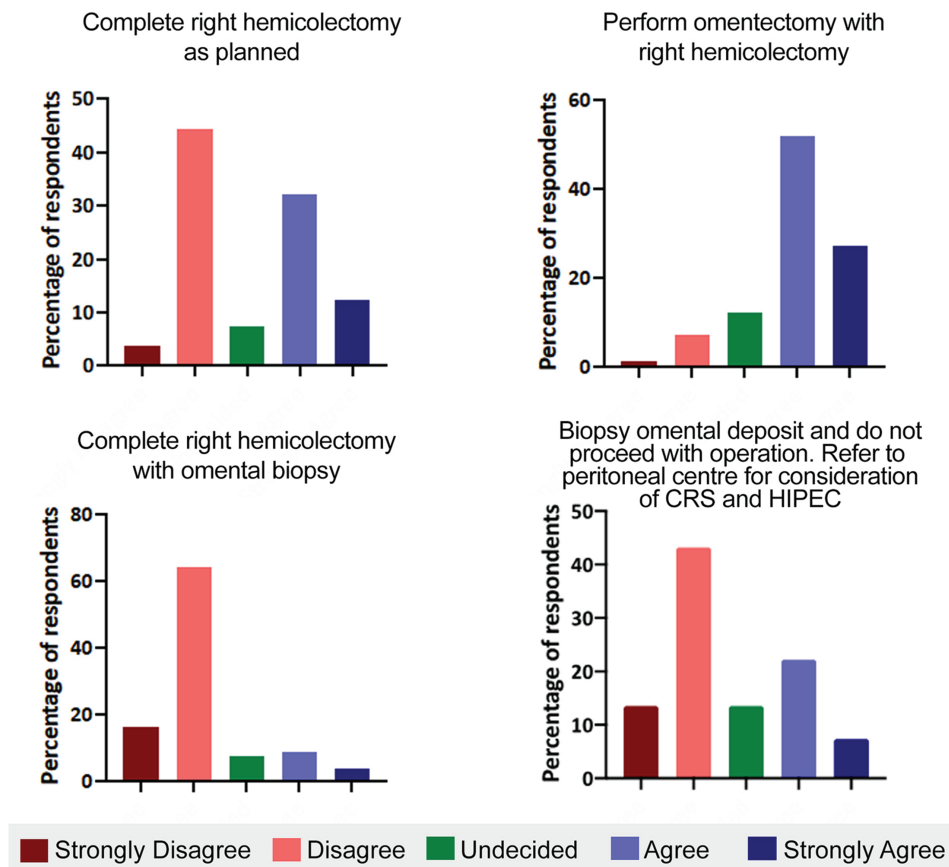 Complete right hemicolectomy
as planned
Percentage of respondents
50
40
30
20
10
0
Perform omentectomy with
right hemicolectomy
Percentage of respondents
60
40
20
0
Complete right hemicolectomy
with omental biopsy
Percentage of respondents
80
60
40
20
0
Biopsy omental deposit and do not
proceed with operation. Refer to
peritoneal centre for consideration
of CRS and HIPEC
Percentage of respondents
50
40
30
20
10
0
Strongly Disagree Disagree Undecided Agree Strongly Agree